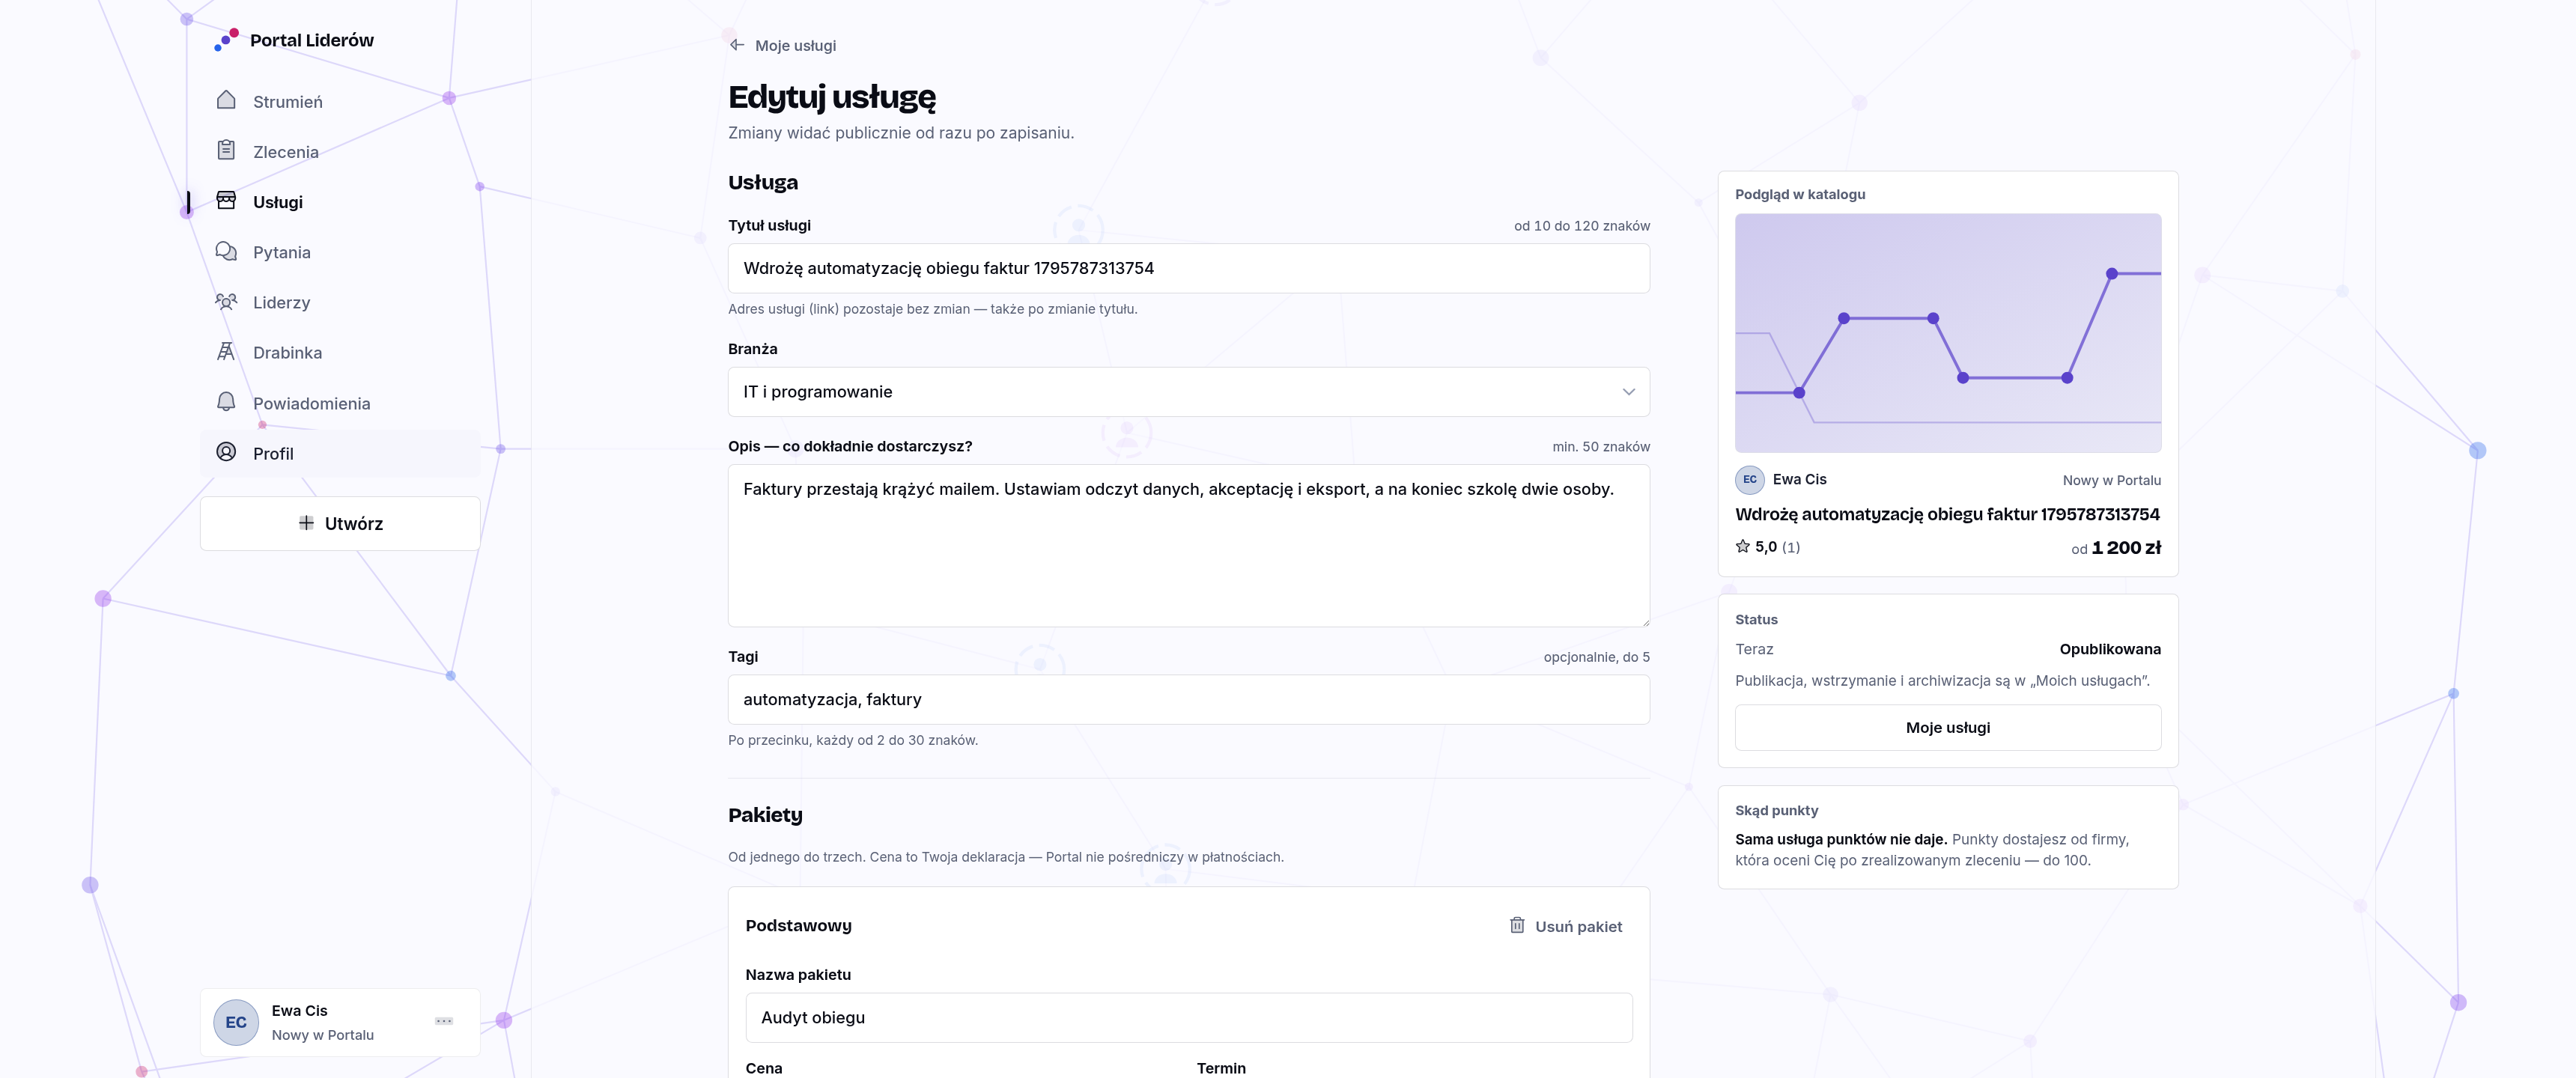 Portal Liderów
Strumień
Zlecenia
Usługi
Pytania
Liderzy
Drabinka
Powiadomienia
Profil
Utwórz
EC
Ewa Cis
Nowy w Portalu
Moje usługi
Edytuj usługę
Zmiany widać publicznie od razu po zapisaniu.
Usługa
Tytuł usługi
od 10 do 120 znaków
Wdrożę automatyzację obiegu faktur 1795787313754
Adres usługi (link) pozostaje bez zmian — także po zmianie tytułu.
Branża
IT i programowanie
Opis — co dokładnie dostarczysz?
min. 50 znaków
Faktury przestają krążyć mailem. Ustawiam odczyt danych, akceptację i eksport, a na koniec szkolę dwie osoby.
Tagi
opcjonalnie, do 5
automatyzacja, faktury
Po przecinku, każdy od 2 do 30 znaków.
Pakiety
Od jednego do trzech. Cena to Twoja deklaracja — Portal nie pośredniczy w płatnościach.
Podstawowy
Usuń pakiet
Nazwa pakietu
Audyt obiegu
Cena
Termin
Podgląd w katalogu
EC
Ewa Cis
Nowy w Portalu
Wdrożę automatyzację obiegu faktur 1795787313754
5,0 (1)
od 1 200 zł
Status
Teraz
Opublikowana
Publikacja, wstrzymanie i archiwizacja są w „Moich usługach”.
Moje usługi
Skąd punkty
Sama usługa punktów nie daje. Punkty dostajesz od firmy,
która oceni Cię po zrealizowanym zleceniu — do 100.